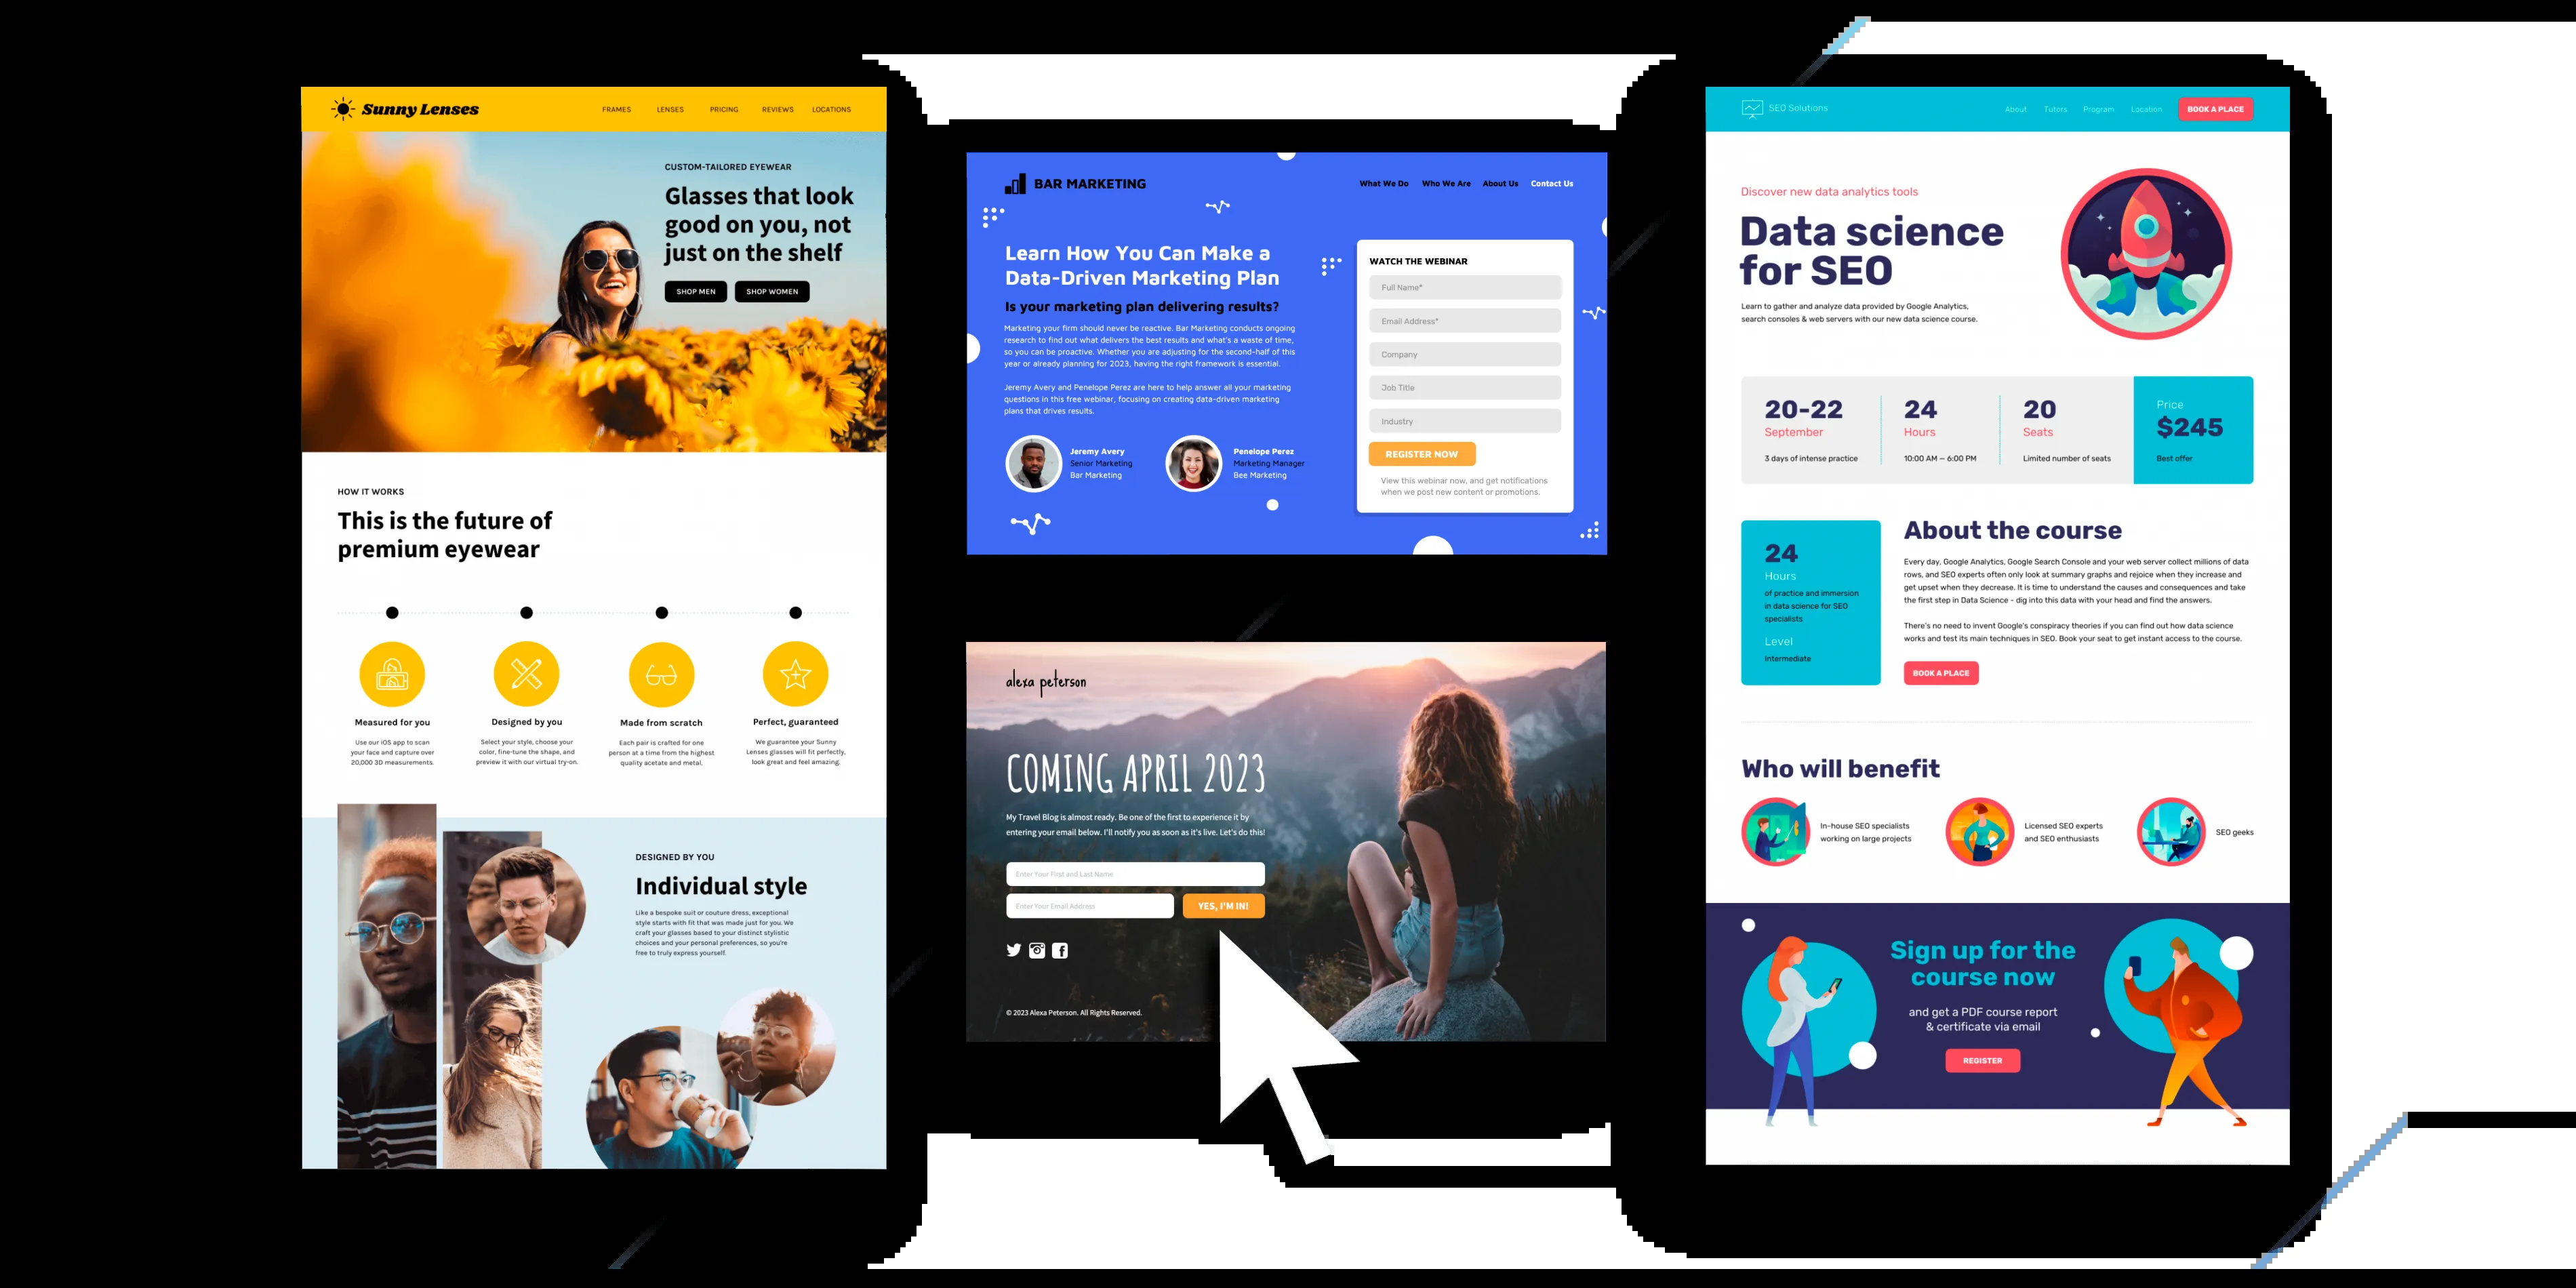 Sunny Lenses
FRAMES LENSES PRICING REVIEWS LOCATIONS
CUSTOM-TAILORED EYEWEAR
Glasses that look
good on you, not
just on the shelf
SHOP MEN SHOP WOMEN
HOW IT WORKS
This is the future of
premium eyewear
Measured for you
Use our iOS app to scan
your face and capture over
20,000 3D measurements.
Designed by you
Select your style, choose your
color, fine-tune the shape, and
preview it with our virtual try-on.
Made from scratch
Each pair is crafted for one
person at a time from the highest
quality acetate and metal.
Perfect, guaranteed
We guarantee your Sunny
Lenses glasses will fit perfectly,
look great and feel amazing.
DESIGNED BY YOU
Individual style
Like a bespoke suit or couture dress, exceptional
style starts with fit that was made just for you. We
craft your glasses based to your distinct stylistic
choices and your personal preferences, so you're
free to truly express yourself.
BAR MARKETING
What We Do Who We Are About Us Contact Us
Learn How You Can Make a
Data-Driven Marketing Plan
Is your marketing plan delivering results?
Marketing your firm should never be reactive. Bar Marketing conducts ongoing
research to find out what delivers the best results and what's a waste of time,
so you can be proactive. Whether you are adjusting for the second-half of this
year or already planning for 2023, having the right framework is essential.
Jeremy Avery and Penelope Perez are here to help answer all your marketing
questions in this free webinar, focusing on creating data-driven marketing
plans that drives results.
Jeremy Avery
Senior Marketing
Bar Marketing
Penelope Perez
Marketing Manager
Bee Marketing
WATCH THE WEBINAR
Full Name*
Email Address*
Company
Job Title
Industry
REGISTER NOW
View this webinar now, and get notifications
when we post new content or promotions.
alexa peterson
COMING APRIL 2023
My Travel Blog is almost ready. Be one of the first to experience it by
entering your email below. I'll notify you as soon as it's live. Let's do this!
Enter Your First and Last Name
Enter Your Email Address
YES, I'M IN!
© 2023 Alexa Peterson. All Rights Reserved.
SEO Solutions
About Tutors Program Location BOOK A PLACE
Discover new data analytics tools
Data science
for SEO
Learn to gather and analyze data provided by Google Analytics,
search consoles & web servers with our new data science course.
20-22
September
3 days of intense practice
24
Hours
10:00 AM – 6:00 PM
20
Seats
Limited number of seats
Price
$245
Best offer
24
Hours
of practice and immersion
in data science for SEO
specialists
Level
Intermediate
About the course
Every day, Google Analytics, Google Search Console and your web server collect millions of data
rows, and SEO experts often only look at summary graphs and rejoice when they increase and
get upset when they decrease. It is time to understand the causes and consequences and take
the first step in Data Science - dig into this data with your head and find the answers.
There's no need to invent Google's conspiracy theories if you can find out how data science
works and test its main techniques in SEO. Book your seat to get instant access to the course.
BOOK A PLACE
Who will benefit
In-house SEO specialists
working on large projects
Licensed SEO experts
and SEO enthusiasts
SEO geeks
Sign up for the
course now
and get a PDF course report
& certificate via email
REGISTER